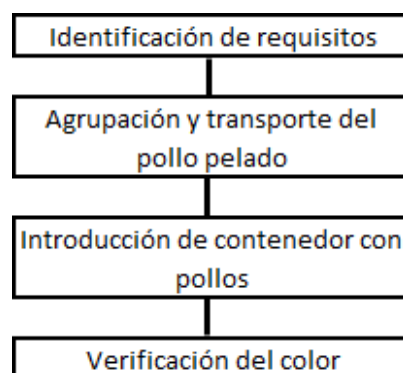 Identificación de requisitos
Agrupación y transporte del
pollo pelado
Introducción de contenedor con
pollos
Verificación del color